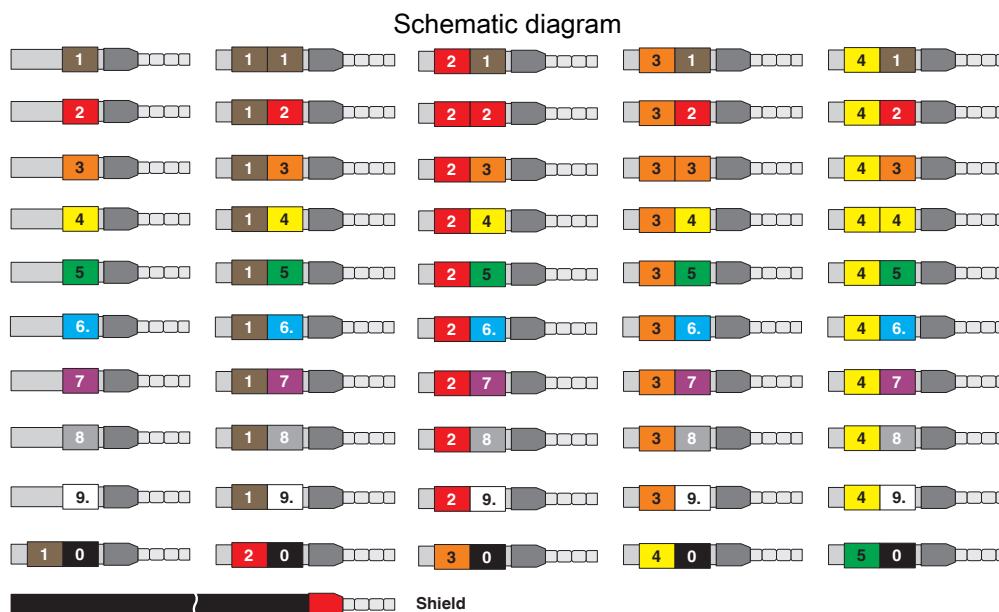 Schematic diagram
1 1 1 2 1 3 1 4 1
2 1 2 2 2 3 2 4 2
3 1 3 2 3 3 3 4 3
4 1 4 2 4 3 4 4 4
5 1 5 2 5 3 5 4 5
6. 1 6. 2 6. 3 6. 4 6.
7 1 7 2 7 3 7 4 7
8 1 8 2 8 3 8 4 8
9. 1 9. 2 9. 3 9. 4 9.
1 0 2 0 3 0 4 0 5 0
Shield